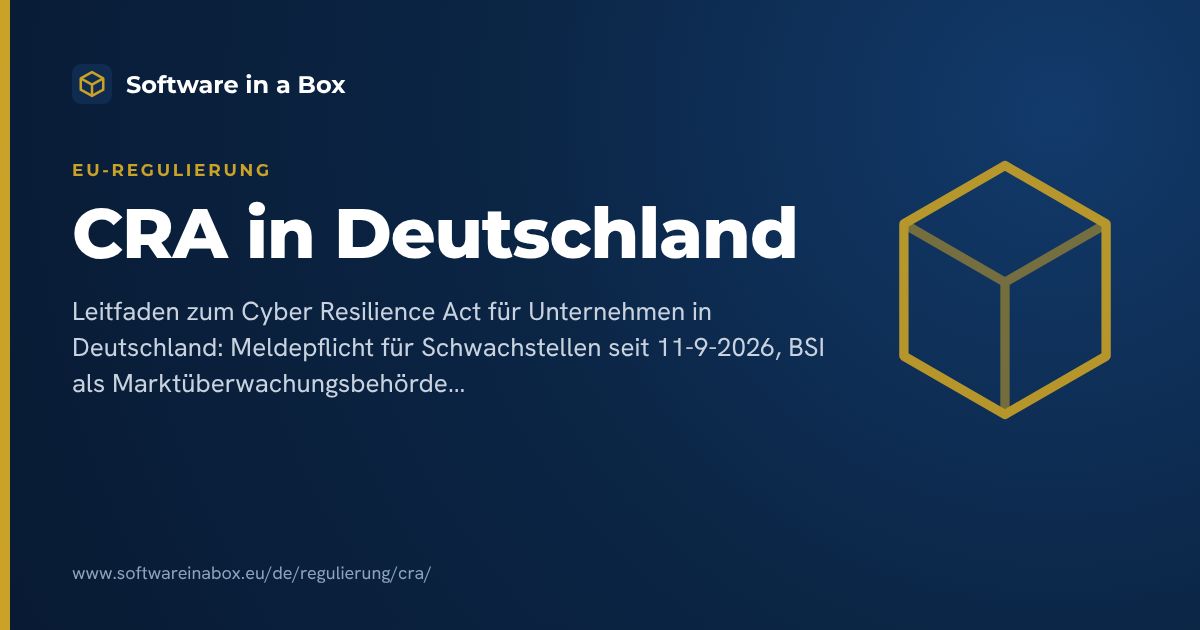 Software in a Box
EU-REGULIERUNG
CRA in Deutschland
Leitfaden zum Cyber Resilience Act für Unternehmen in
Deutschland: Meldepflicht für Schwachstellen seit 11-9-2026, BSI
als Marktüberwachungsbehörde...
www.softwareinabox.eu/de/regulierung/cra/